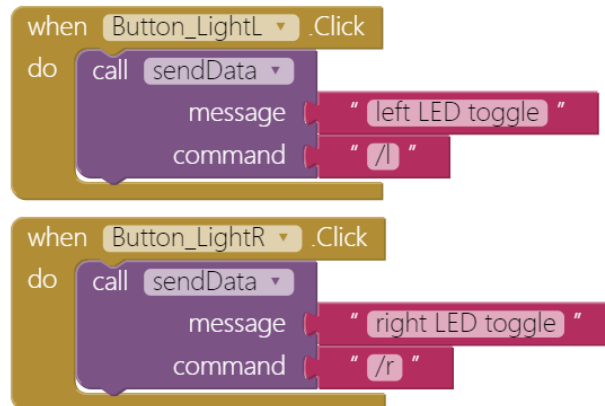 when Button_LightL .Click
do call sendData
message " left LED toggle "
command " /l "
when Button_LightR .Click
do call sendData
message " right LED toggle "
command " /r "